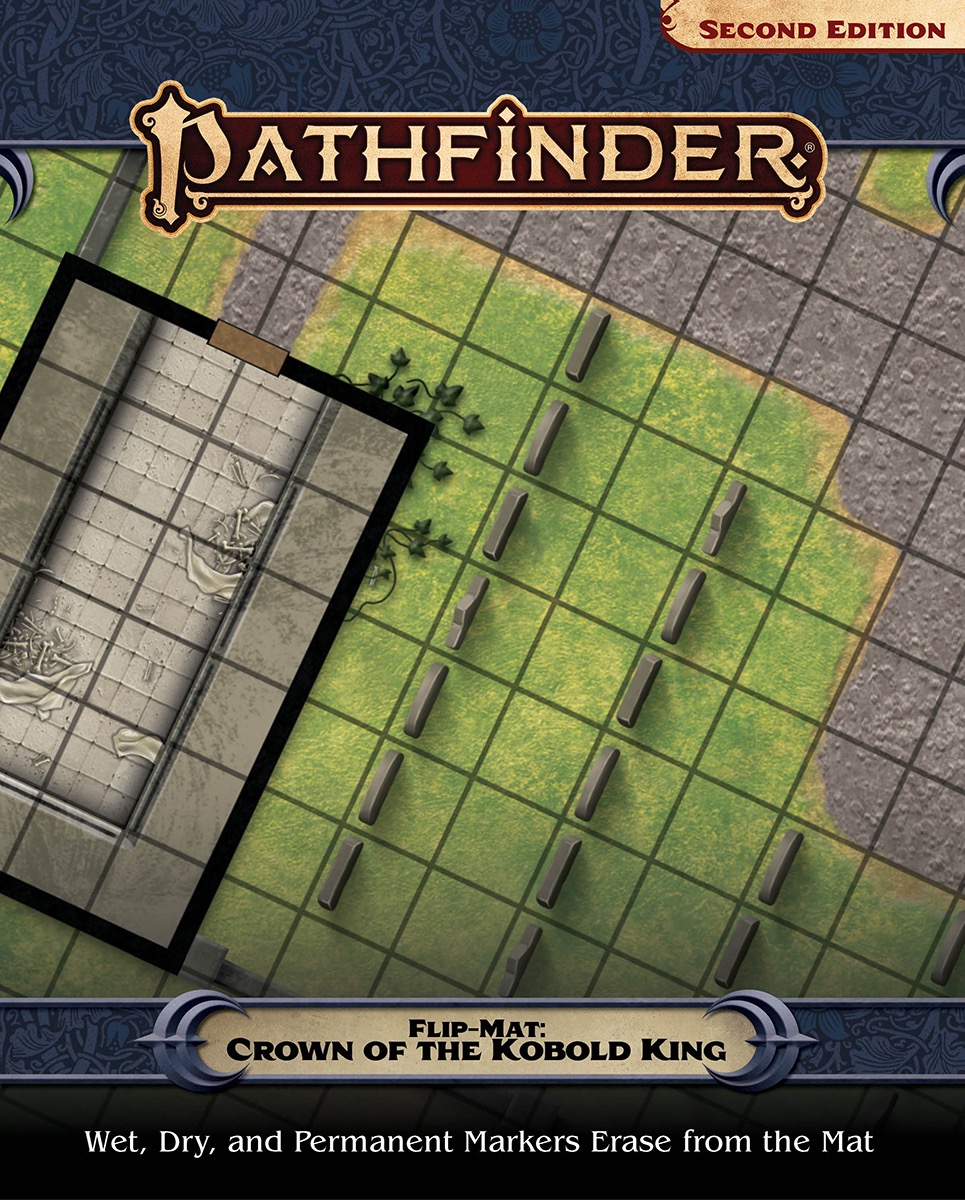 Second Edition
Pathfinder®
Flip-Mat:
Crown of the Kobold King
Wet, Dry, and Permanent Markers Erase from the Mat